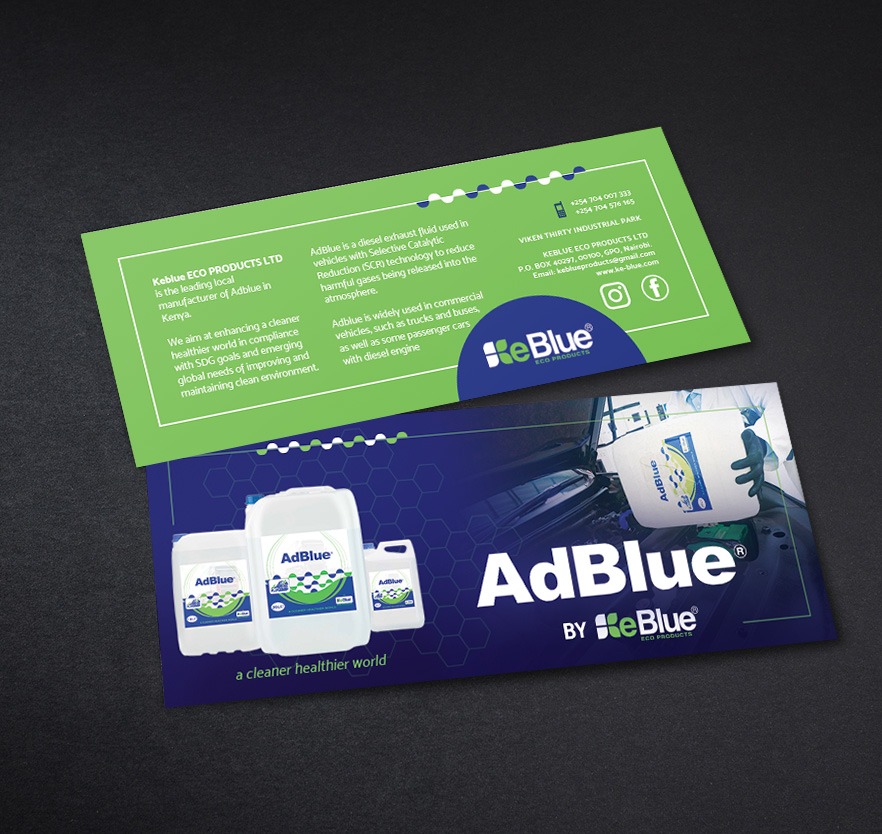 Keblue ECO PRODUCTS LTD
is the leading local
manufacturer of Adblue in
Kenya.
We aim at enhancing a cleaner
healthier world in compliance
with SDG goals and emerging
global needs of improving and
maintaining clean environment.
AdBlue is a diesel exhaust fluid used in
vehicles with Selective Catalytic
Reduction (SCR) technology to reduce
harmful gases being released into the
atmosphere.
Adblue is widely used in commercial
vehicles, such as trucks and buses,
as well as some passenger cars
with diesel engine
+254 704 007 333
+254 704 576 165
VIKEN THIRTY INDUSTRIAL PARK
KEBLUE ECO PRODUCTS LTD
P.O. BOX 40297, 00100, GPO, Nairobi.
Email: keblueproducts@gmail.com
www.ke-blue.com
KeBlue®
ECO PRODUCTS
AdBlue
AdBlue®
AdBlue®
AdBlue®
a cleaner healthier world
AdBlue®
BY KeBlue®
ECO PRODUCTS